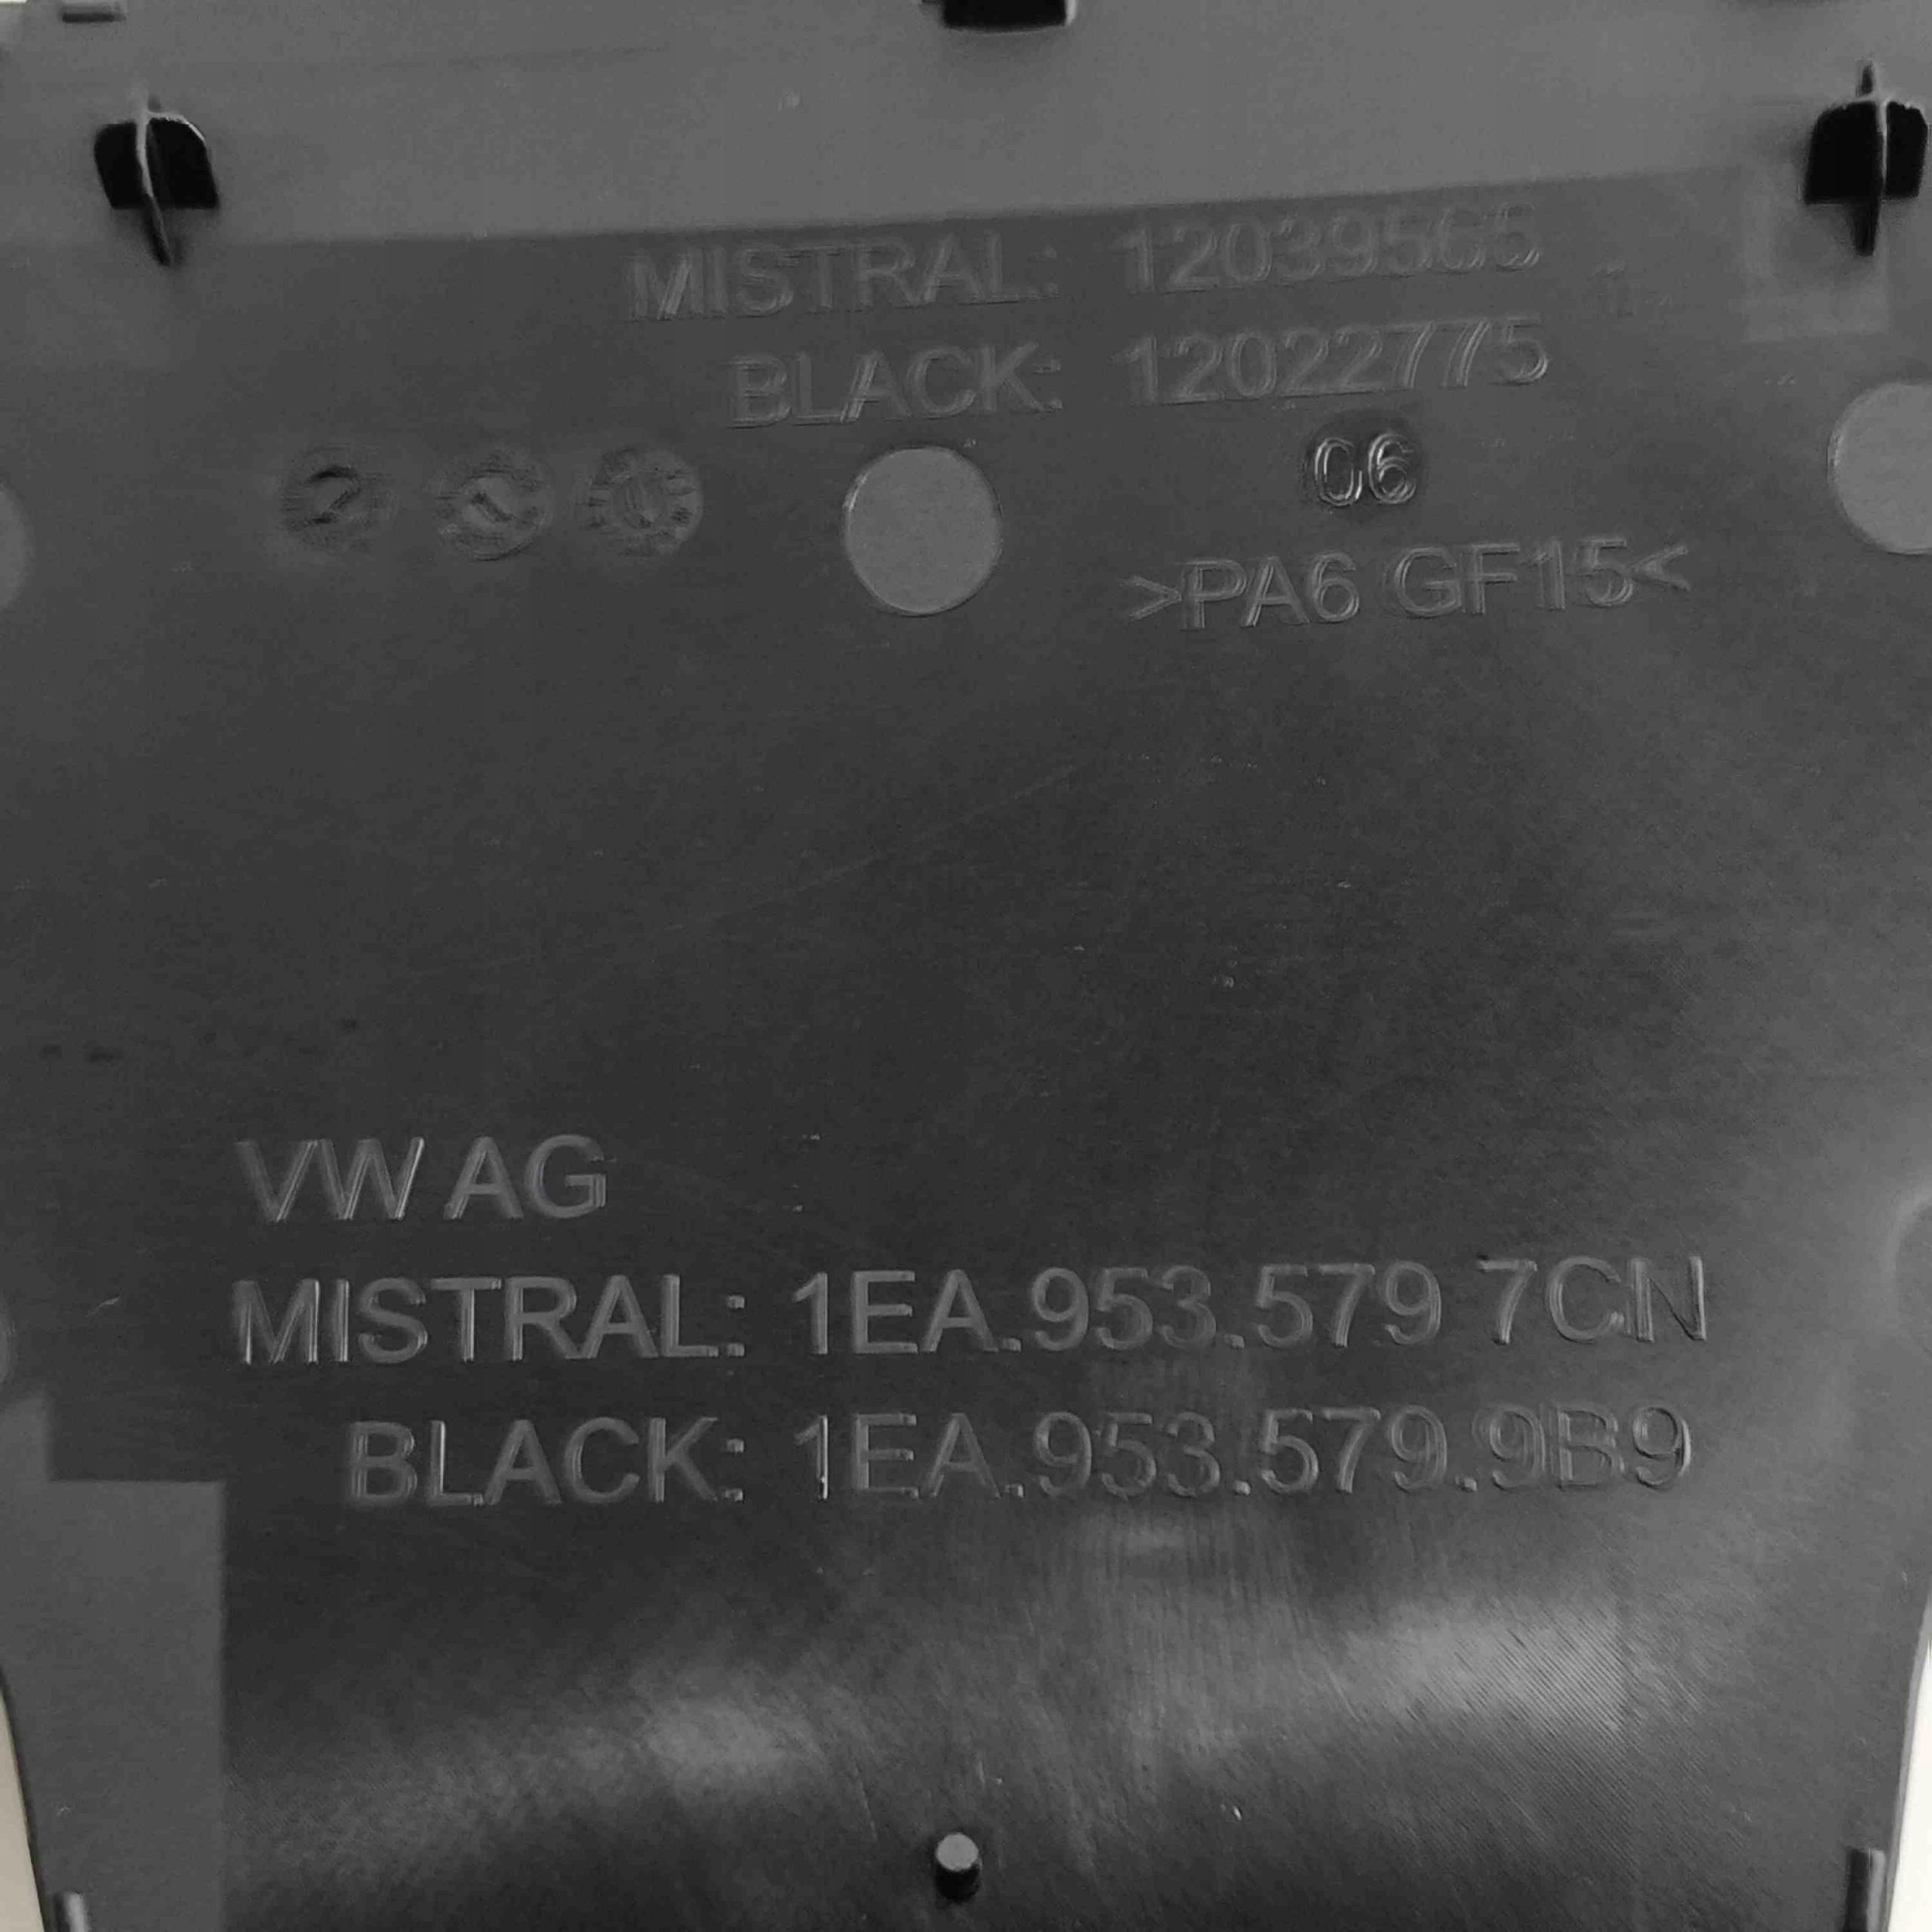 MISTRAL: 12039565
BLACK: 12022775
06
>PA6 GF15<
VW AG
MISTRAL: 1EA.953.579 7CN
BLACK: 1EA.953.579.9B9